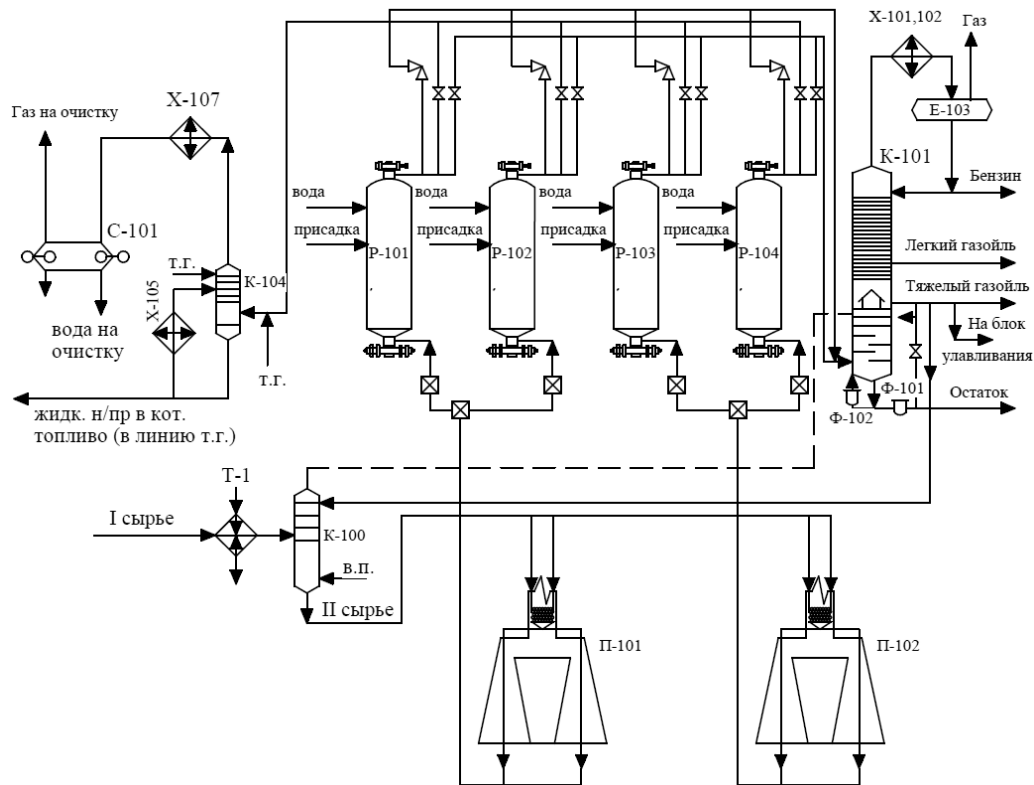 Х-101,102
Газ
Газ на очистку
Х-107
Е-103
К-101
Бензин
вода
вода
вода
вода
С-101
присадка
присадка
присадка
присадка
Р-101
Р-102
Р-103
Р-104
Легкий газойль
т.г.
К-104
Тяжелый газойль
Х-105
вода на
очистку
На блок
улавливания
т.г.
Ф-101
Остаток
жидк. н/пр в кот.
топливо (в линию т.г.)
Ф-102
Т-1
I сырье
К-100
в.п.
II сырье
П-101
П-102